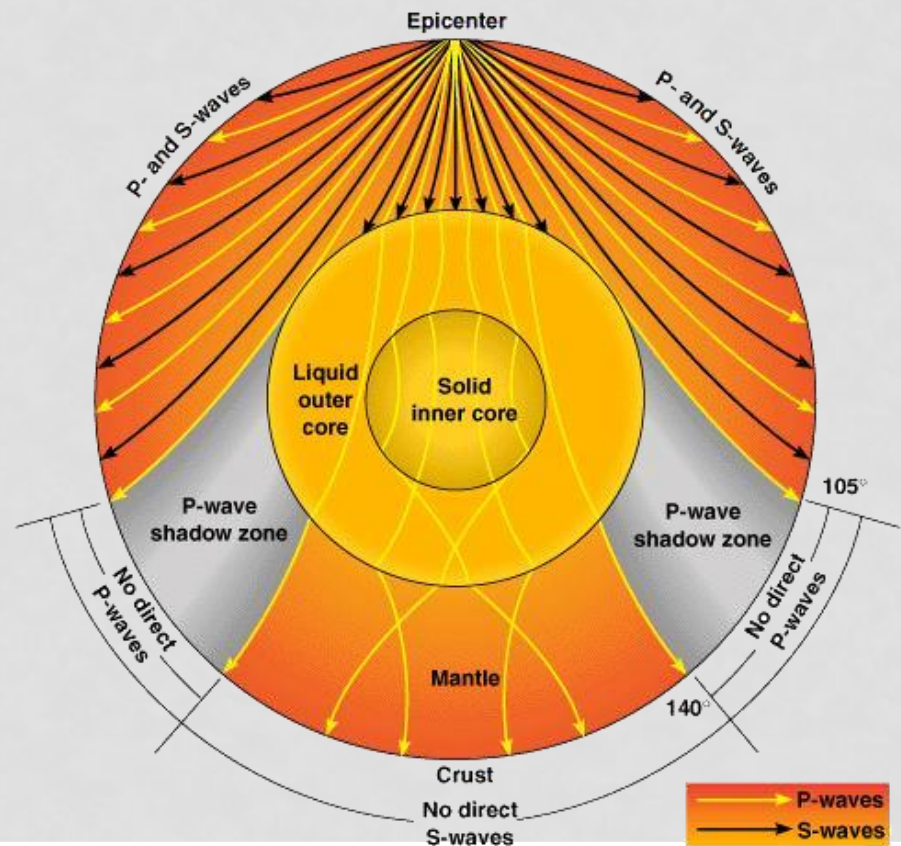 Epicenter
P- and S-waves
P- and S-waves
Liquid
outer
core
Solid
inner core
P-wave
shadow zone
P-wave
shadow zone
105°
No direct
P-waves
No direct
P-waves
Mantle
140°
Crust
No direct
S-waves
P-waves
S-waves